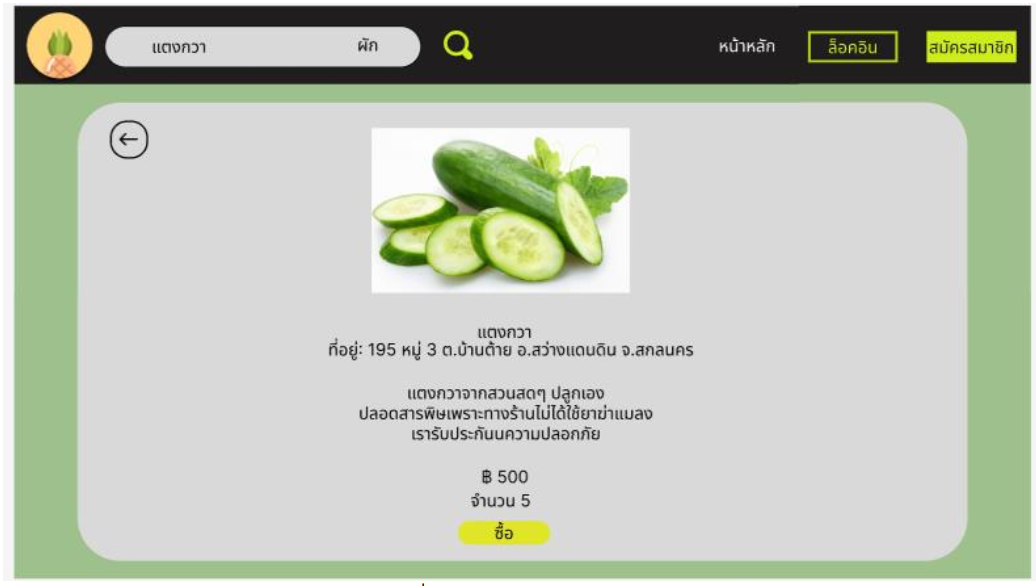 แตงกวา ผัก หน้าหลัก ล็คอิน สมัครสมาชิก
แตงกวา
ที่อยู่: 195 หมู่ 3 ต.บ้านต้าย อ.สว่างแดนดิน จ.สกลนคร
แตงกวาจากสวนสดๆ ปลูกเอง
ปลอดสารพิษเพราะทางร้านไม่ได้ใช้ยาฆ่าแมลง
เรารับประกันนความปลอกภัย
฿ 500
จำนวน 5
ซื้อ